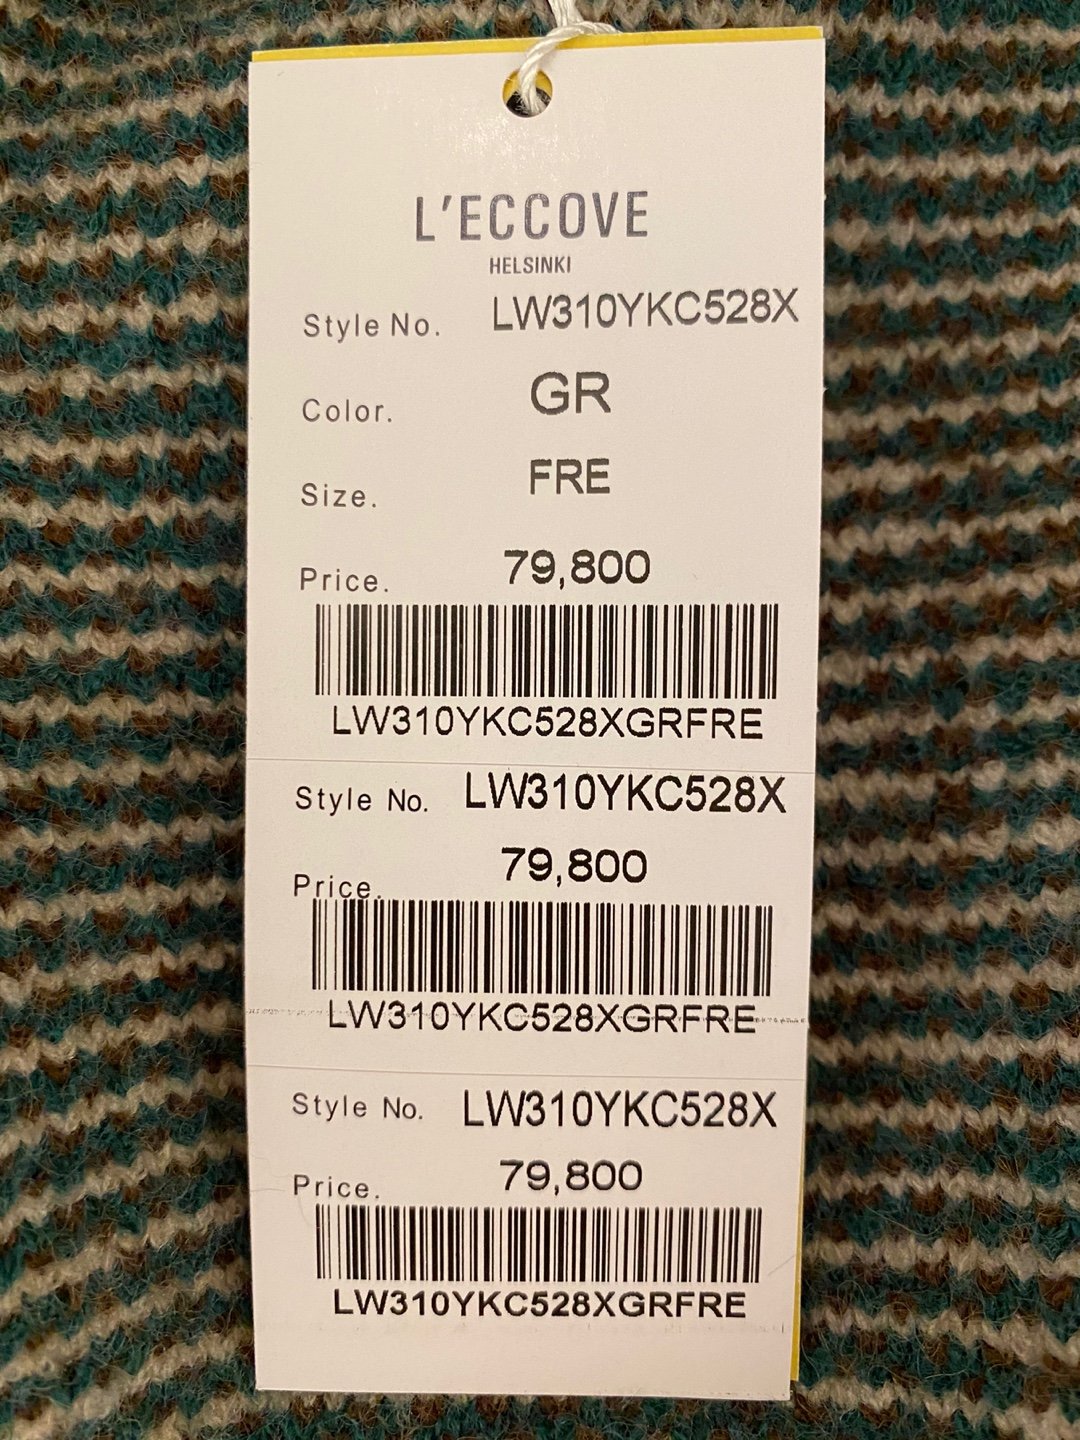 L'ECCOVE
HELSINKI
Style No. LW310YKC528X
Color. GR
Size. FRE
Price. 79,800
LW310YKC528XGRFRE
Style No. LW310YKC528X
Price. 79,800
LW310YKC528XGRFRE
Style No. LW310YKC528X
Price. 79,800
LW310YKC528XGRFRE